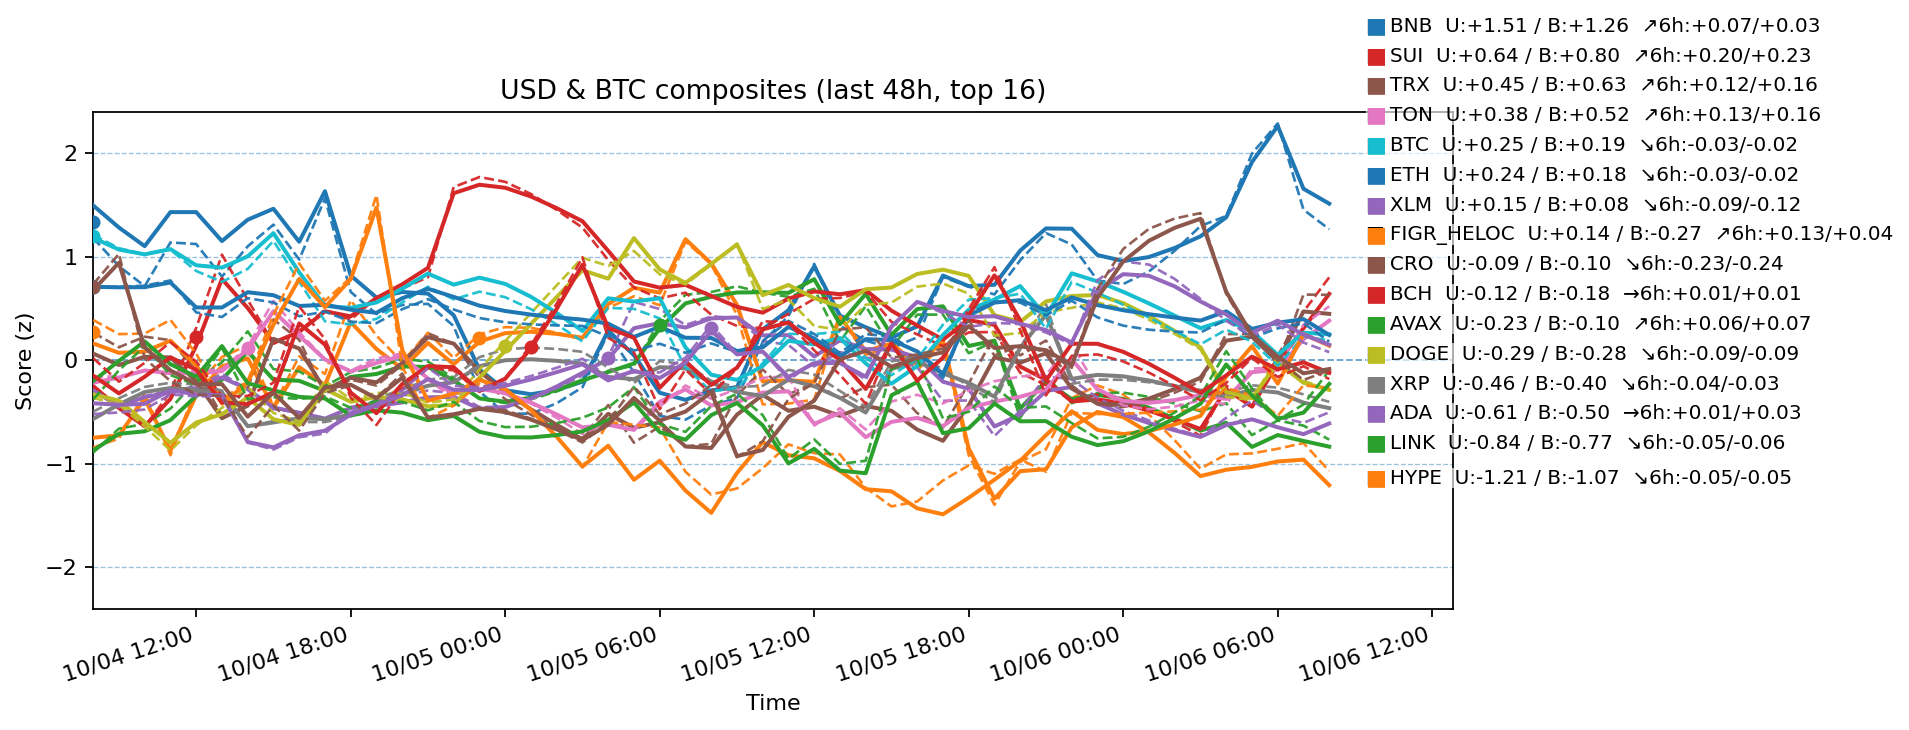 BNB  U:+1.51 / B:+1.26  ↗6h:+0.07/+0.03
SUI  U:+0.64 / B:+0.80  ↗6h:+0.20/+0.23
TRX  U:+0.45 / B:+0.63  ↗6h:+0.12/+0.16
TON  U:+0.38 / B:+0.52  ↗6h:+0.13/+0.16
BTC  U:+0.25 / B:+0.19  ↘6h:-0.03/-0.02
ETH  U:+0.24 / B:+0.18  ↘6h:-0.03/-0.02
XLM  U:+0.15 / B:+0.08  ↘6h:-0.09/-0.12
FIGR_HELOC  U:+0.14 / B:-0.27  ↗6h:+0.13/+0.04
CRO  U:-0.09 / B:-0.10  ↘6h:-0.23/-0.24
BCH  U:-0.12 / B:-0.18  →6h:+0.01/+0.01
AVAX  U:-0.23 / B:-0.10  ↗6h:+0.06/+0.07
DOGE  U:-0.29 / B:-0.28  ↘6h:-0.09/-0.09
XRP  U:-0.46 / B:-0.40  ↘6h:-0.04/-0.03
ADA  U:-0.61 / B:-0.50  →6h:+0.01/+0.03
LINK  U:-0.84 / B:-0.77  ↘6h:-0.05/-0.06
HYPE  U:-1.21 / B:-1.07  ↘6h:-0.05/-0.05
USD & BTC composites (last 48h, top 16)
Score (z)
2
1
0
−1
−2
10/04 12:00
10/04 18:00
10/05 00:00
10/05 06:00
10/05 12:00
10/05 18:00
10/06 00:00
10/06 06:00
10/06 12:00
Time